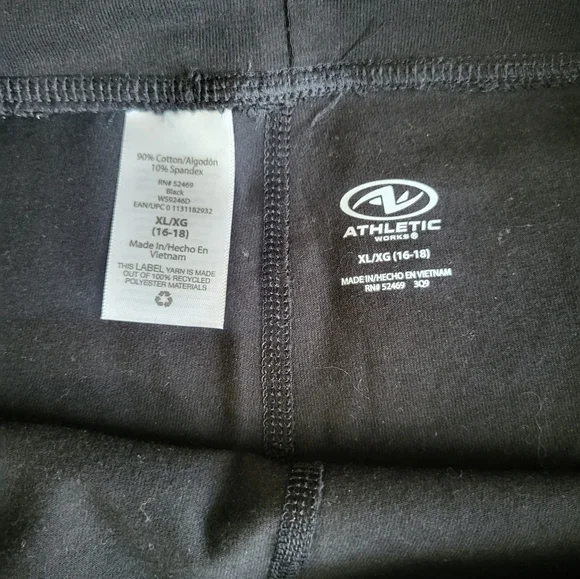 90% Cotton/Algodón
10% Spandex
RN# 52469
Black
WS9246D
EAN/UPC 0 1131182932
XL/XG
(16-18)
Made In/Hecho En
Vietnam
THIS LABEL YARN IS MADE
OUT OF 100% RECYCLED
POLYESTER MATERIALS
ATHLETIC
WORKS®
XL/XG (16-18)
MADE IN/HECHO EN VIETNAM
RN# 52469 3Q9